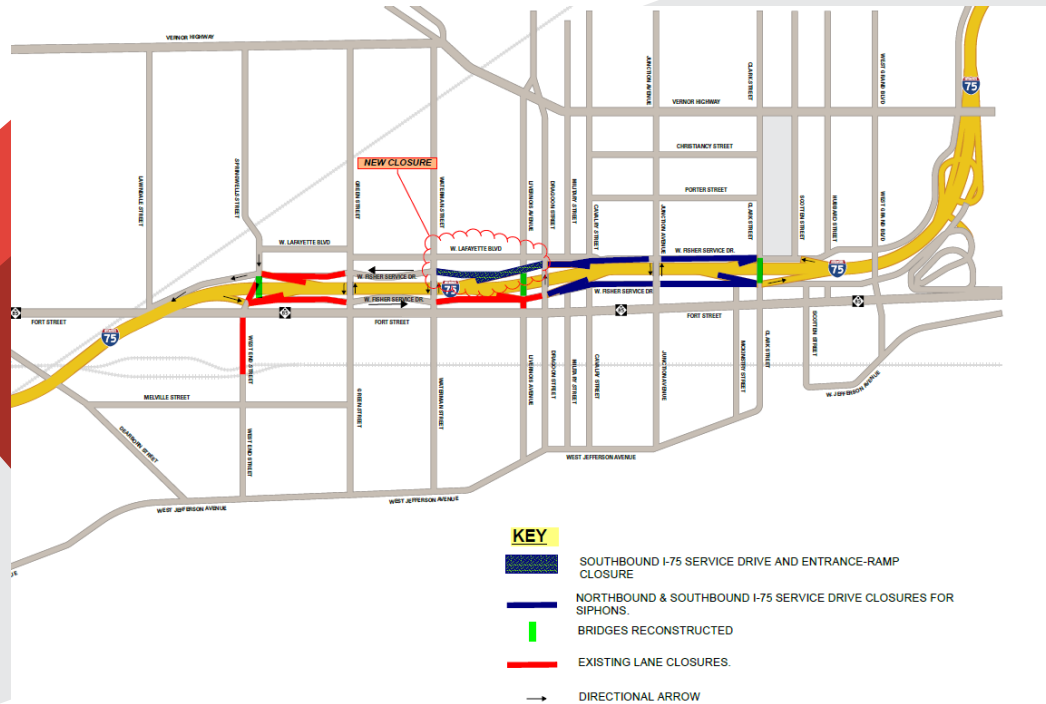 VERNOR HIGHWAY
75
JUNCTION AVENUE
CLARK STREET
WEST GRAND BLVD
VERNOR HIGHWAY
CHRISTIANCY STREET
NEW CLOSURE
LAWNDALE STREET
SPRINGWELLS STREET
GREEN STREET
WATERMAN STREET
LIVERNOIS AVENUE
DRAGOON STREET
MILITARY STREET
CAVALRY STREET
PORTER STREET
JUNCTION AVENUE
CLARK STREET
SCOTTEN STREET
HUBBARD STREET
WEST GRAND BLVD
W. LAFAYETTE BLVD
W. LAFAYETTE BLVD
W. FISHER SERVICE DR.
W. FISHER SERVICE DR.
75
75
W. FISHER SERVICE DR.
W. FISHER SERVICE DR.
FORT STREET
FORT STREET
FORT STREET
75
WEST END STREET
LIVERNOIS AVENUE
DRAGOON STREET
MILITARY STREET
CAVALRY STREET
JUNCTION AVENUE
MCKINSTRY STREET
CLARK STREET
SCOTTEN STREET
W. JEFFERSON AVENUE
MELVILLE STREET
GREEN STREET
WATERMAN STREET
DEARBORN STREET
WEST END STREET
WEST JEFFERSON AVENUE
WEST JEFFERSON AVENUE
WEST JEFFERSON AVENUE
KEY
SOUTHBOUND I-75 SERVICE DRIVE AND ENTRANCE-RAMP
CLOSURE
NORTHBOUND & SOUTHBOUND I-75 SERVICE DRIVE CLOSURES FOR
SIPHONS.
BRIDGES RECONSTRUCTED
EXISTING LANE CLOSURES.
DIRECTIONAL ARROW